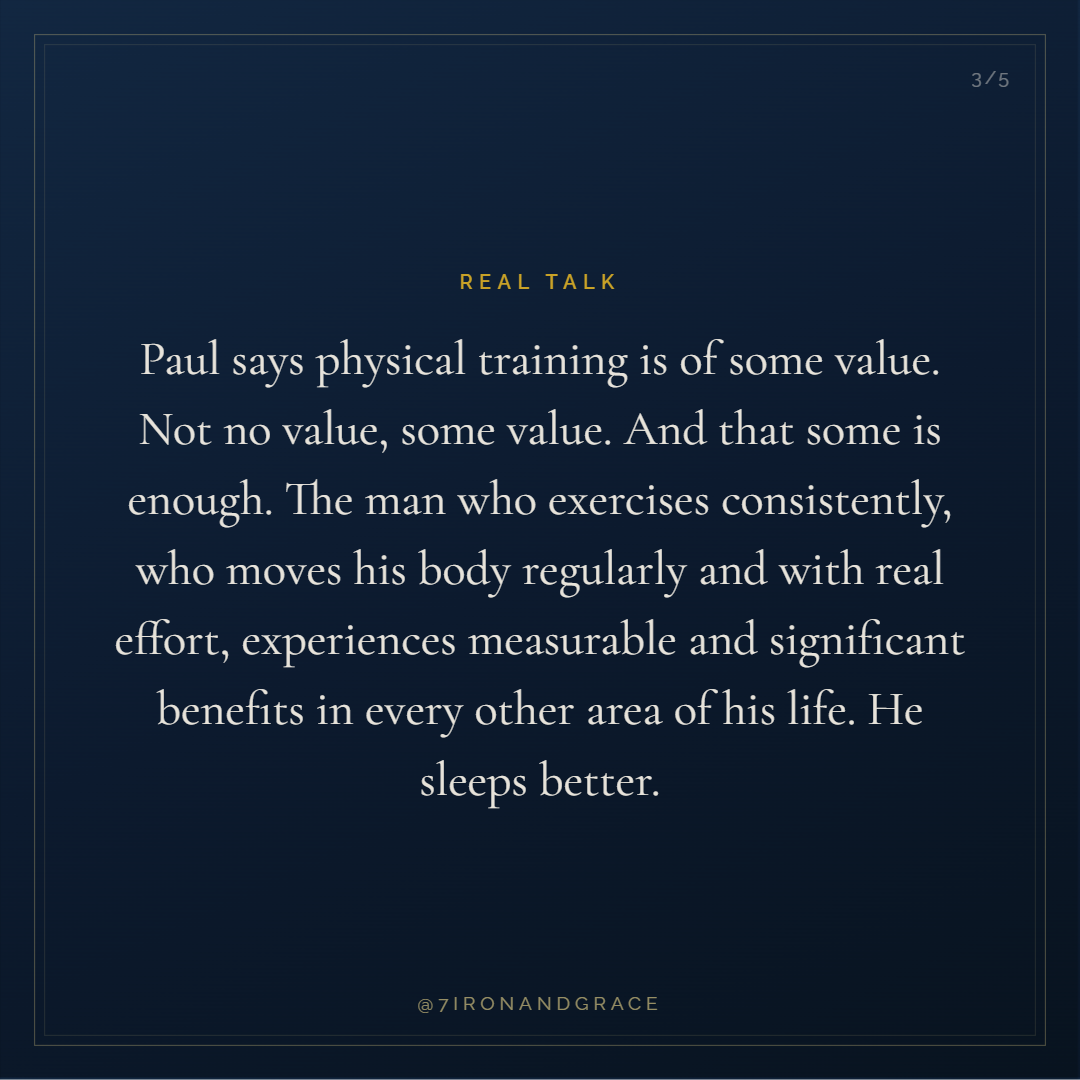 3/5
REAL TALK
Paul says physical training is of some value.
Not no value, some value. And that some is
enough. The man who exercises consistently,
who moves his body regularly and with real
effort, experiences measurable and significant
benefits in every other area of his life. He
sleeps better.
@7IRONANDGRACE